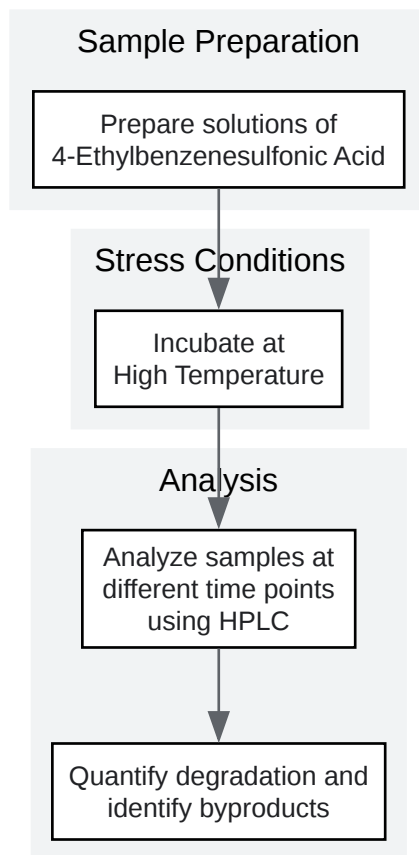 Sample Preparation
Prepare solutions of
4-Ethylbenzenesulfonic Acid
Stress Conditions
Incubate at
High Temperature
Analysis
Analyze samples at
different time points
using HPLC
Quantify degradation and
identify byproducts